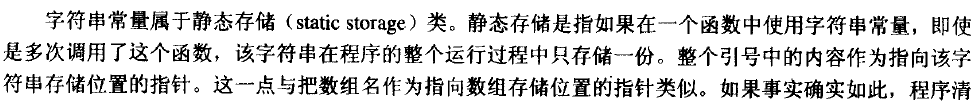 字符串常量属于静态存储（static storage）类。静态存储是指如果在一个函数中使用字符串常量，即使
是多次调用了这个函数，该字符串在程序的整个运行过程中只存储一份。整个引号中的内容作为指向该字
符串存储位置的指针。这一点与把数组名作为指向数组存储位置的指针类似。如果事实确实如此，程序清